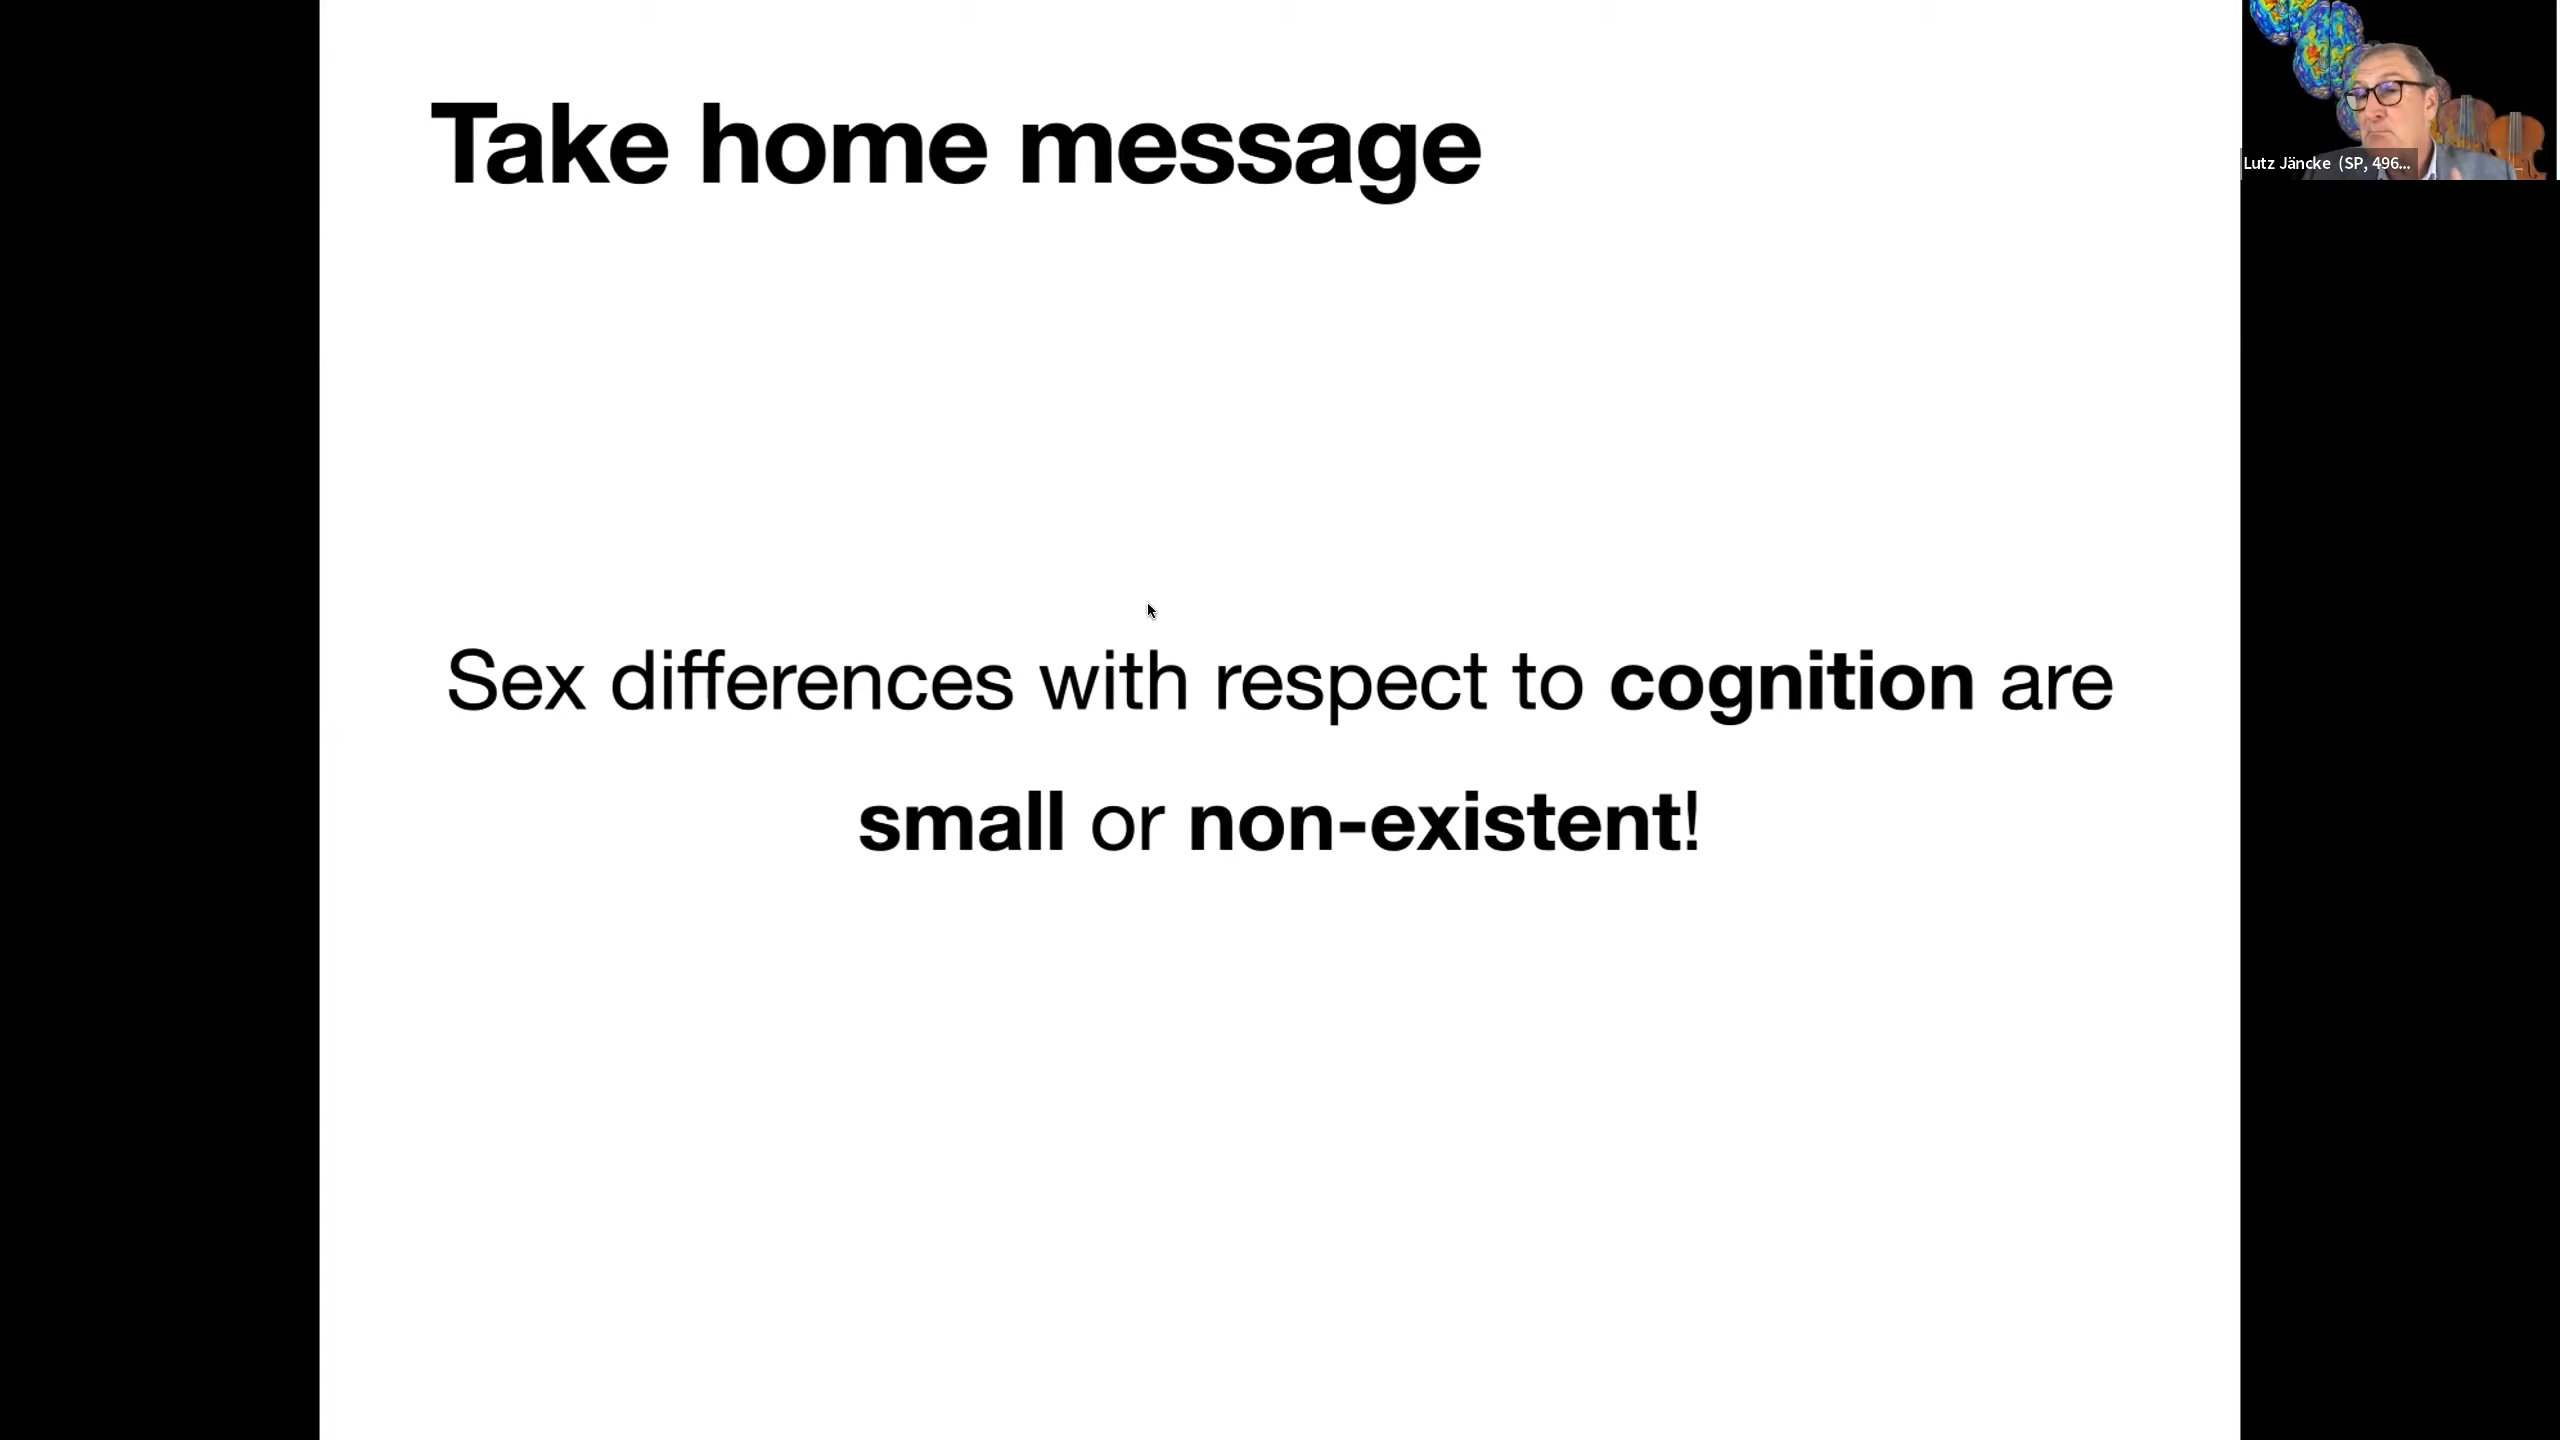 Take home message
Lutz Jäncke (SP, 496...
Sex differences with respect to cognition are
small or non-existent!